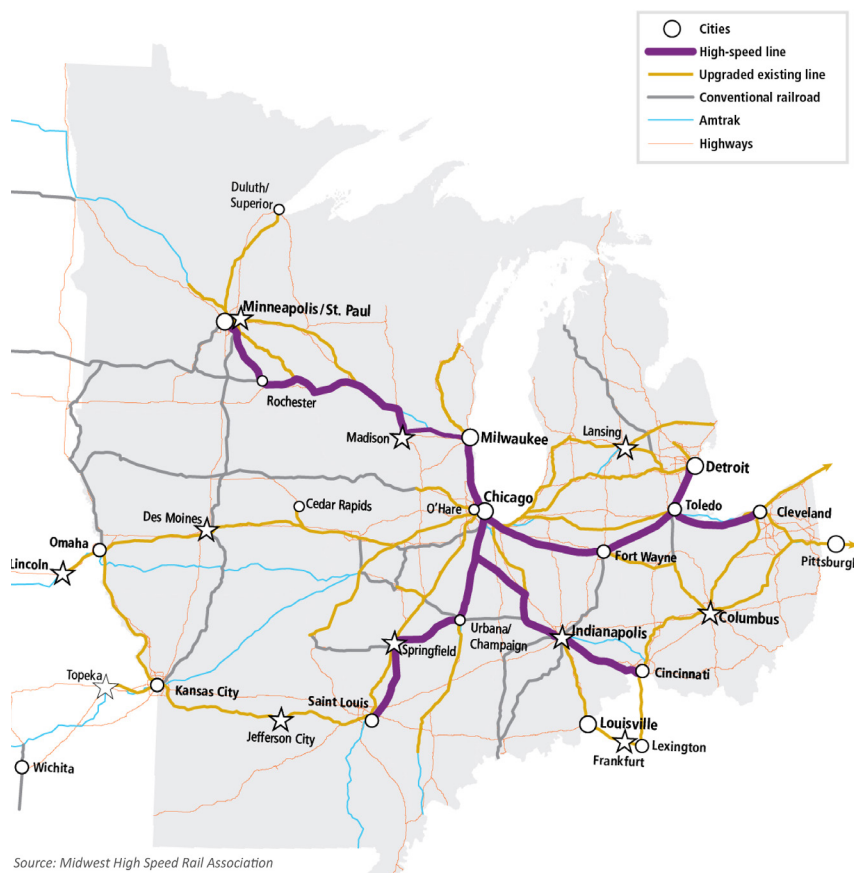 Cities
High-speed line
Upgraded existing line
Conventional railroad
Amtrak
Highways
Duluth/
Superior
Minneapolis/St. Paul
Rochester
Madison
Milwaukee
Lansing
Detroit
Chicago
O'Hare
Cedar Rapids
Des Moines
Toledo
Cleveland
Omaha
Lincoln
Fort Wayne
Pittsburgh
Columbus
Urbana/
Champaign
Indianapolis
Springfield
Cincinnati
Topeka
Kansas City
Saint Louis
Jefferson City
Louisville
Lexington
Frankfurt
Wichita
Source: Midwest High Speed Rail Association